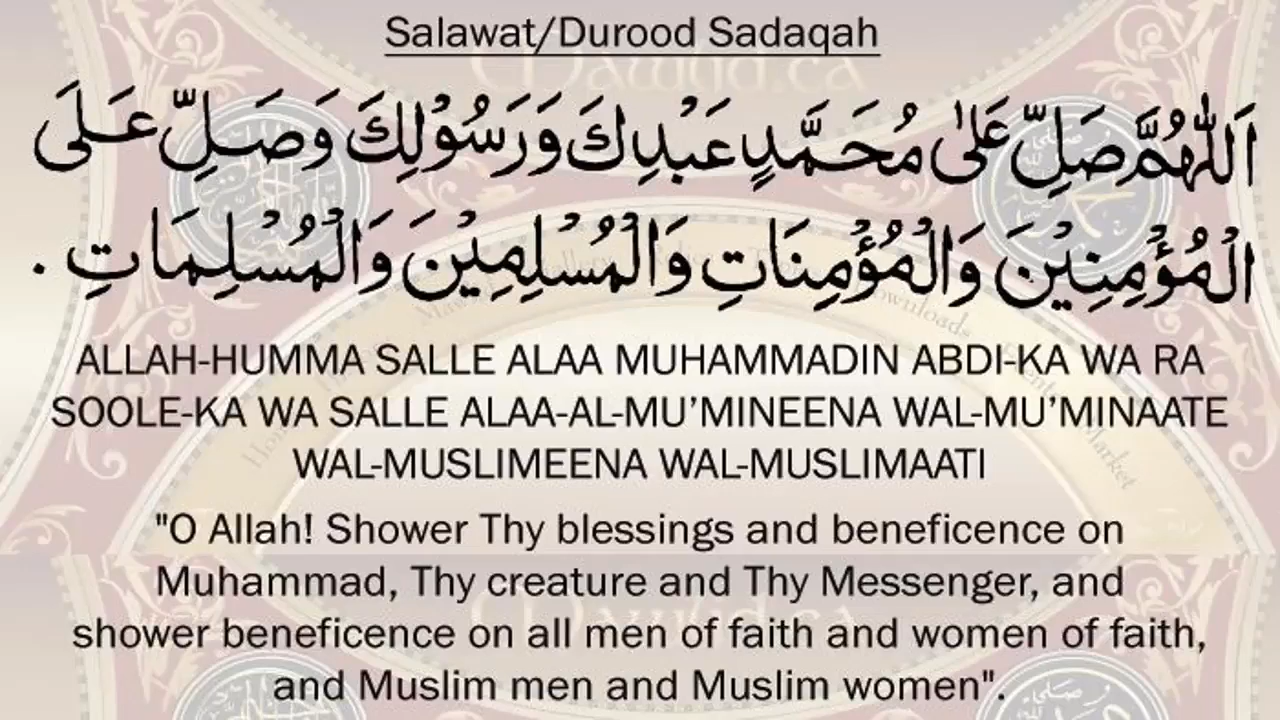 Salawat/Durood Sadaqah
اَللّٰهُمَّ صَلِّ عَلٰى مُحَمَّدٍ عَبْدِكَ وَرَسُوْلِكَ وَصَلِّ عَلَى
الْمُؤْمِنِيْنَ وَالْمُؤْمِنَاتِ وَالْمُسْلِمِيْنَ وَالْمُسْلِمَاتِ .
ALLAH-HUMMA SALLE ALAA MUHAMMADIN ABDI-KA WA RA
SOOLE-KA WA SALLE ALAA-AL-MU’MINEENA WAL-MU’MINAATE
WAL-MUSLIMEENA WAL-MUSLIMAATI
"O Allah! Shower Thy blessings and beneficence on
Muhammad, Thy creature and Thy Messenger, and
shower beneficence on all men of faith and women of faith,
and Muslim men and Muslim women".